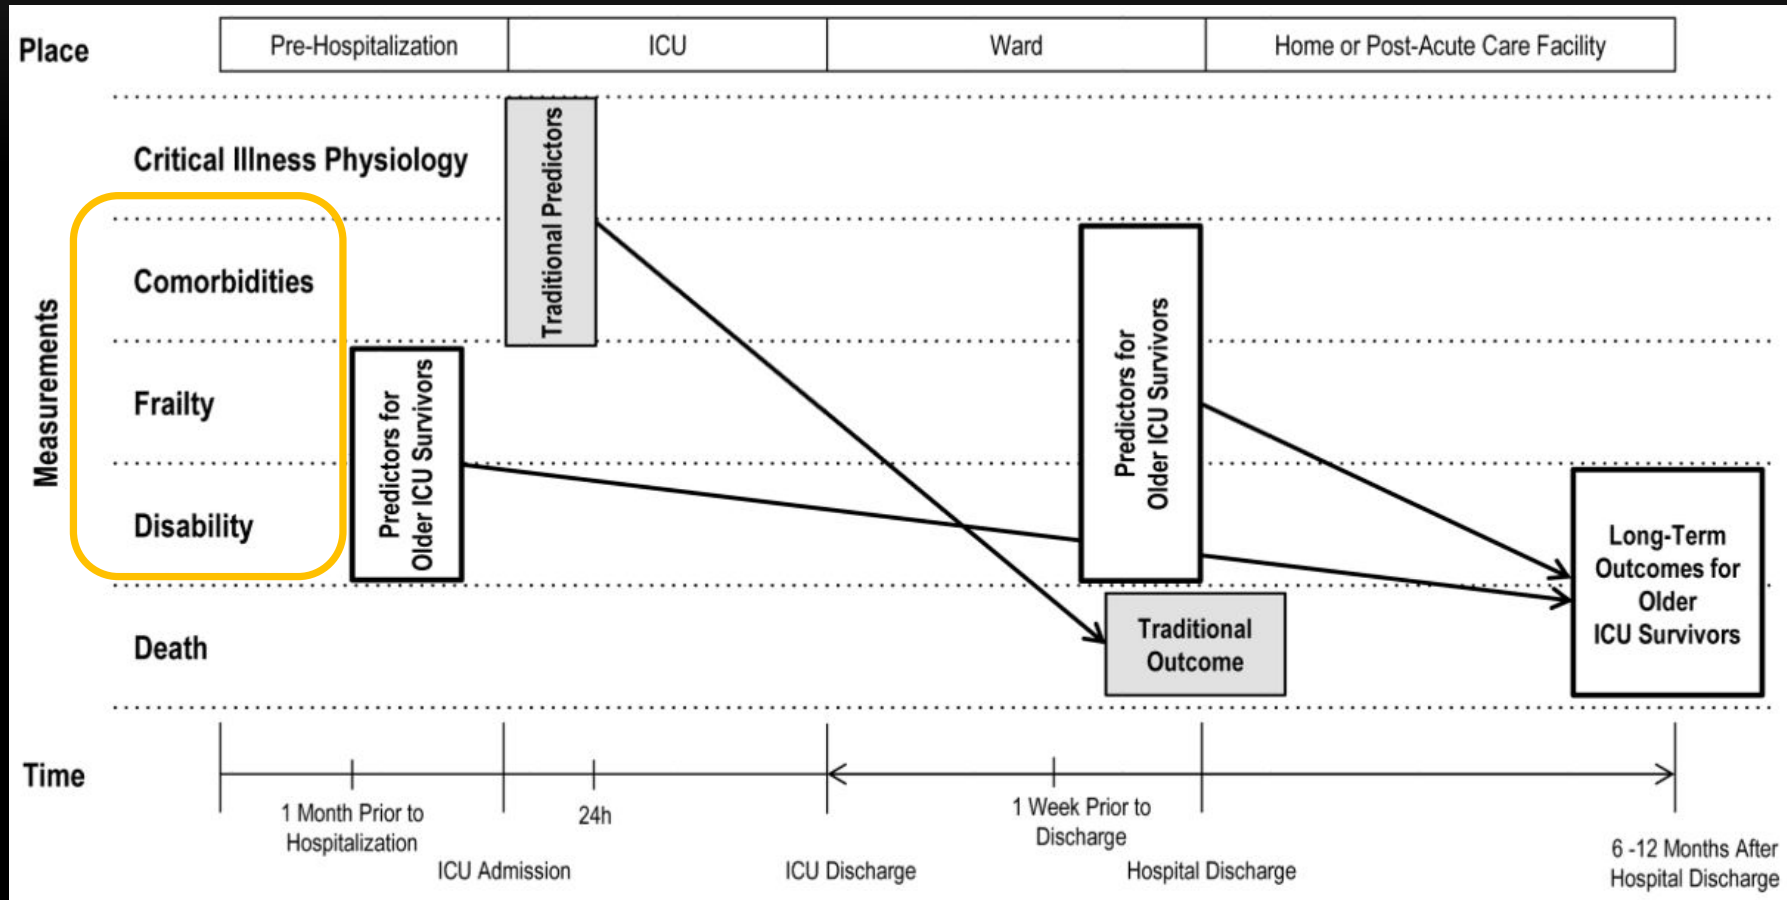 Place
Pre-Hospitalization
ICU
Ward
Home or Post-Acute Care Facility
Measurements
Critical Illness Physiology
Comorbidities
Frailty
Disability
Death
Predictors for
Older ICU Survivors
Traditional Predictors
Predictors for
Older ICU Survivors
Traditional
Outcome
Long-Term
Outcomes for
Older
ICU Survivors
Time
1 Month Prior to
Hospitalization
ICU Admission
24h
ICU Discharge
1 Week Prior to
Discharge
Hospital Discharge
6 -12 Months After
Hospital Discharge